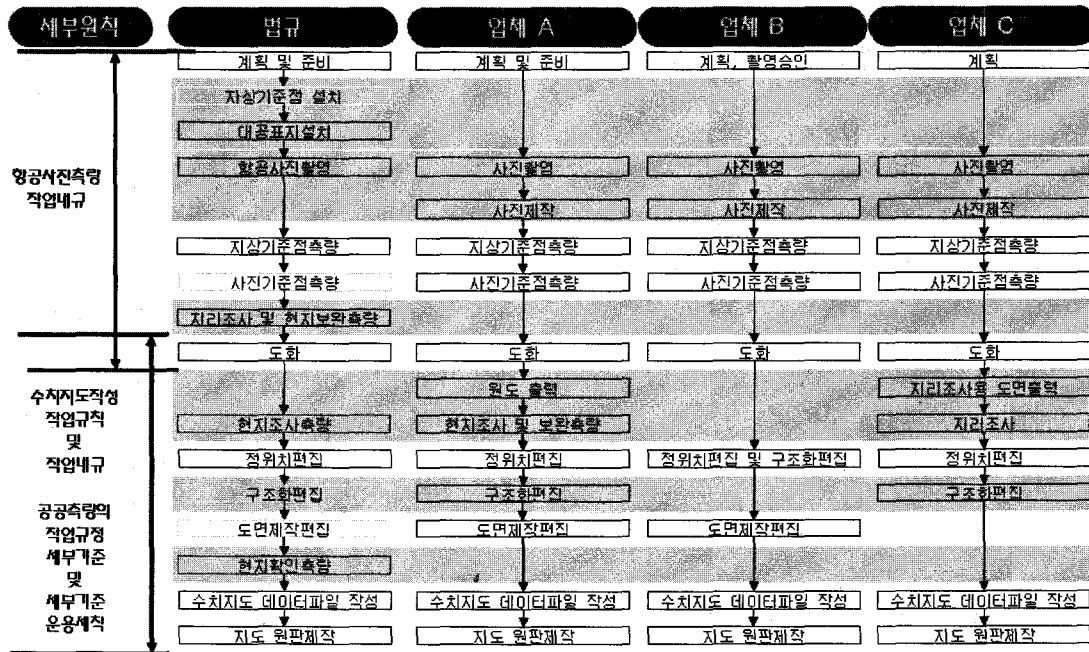 세부원칙 법규 업체 A 업체 B 업체 C
계획 및 준비 계획 및 준비 계획, 촬영승인 계획
지상기준점 설치
대공표지설치
항공사진촬영 사진촬영 사진촬영 사진촬영
항공사진측량
작업내규
사진제작 사진제작 사진제작
지상기준점측량 지상기준점측량 지상기준점측량 지상기준점측량
사진기준점측량 사진기준점측량 사진기준점측량 사진기준점측량
지리조사 및 현지보완측량
도화 도화 도화 도화
수치지도작성
작업규칙
및
작업내규
원도 출력 지리조사용 도면출력
현지조사측량 현지조사 및 보완측량 지리조사
정위치편집 정위치편집 정위치편집 및 구조화편집 정위치편집
구조화편집 구조화편집 구조화편집
공공측량의
작업규정
세부기준
및
세부기준
운용세칙
도면제작편집 도면제작편집 도면제작편집
현지확인측량
수치지도 데이터파일 작성 수치지도 데이터파일 작성 수치지도 데이터파일 작성 수치지도 데이터파일 작성
지도 원판제작 지도 원판제작 지도 원판제작 지도 원판제작